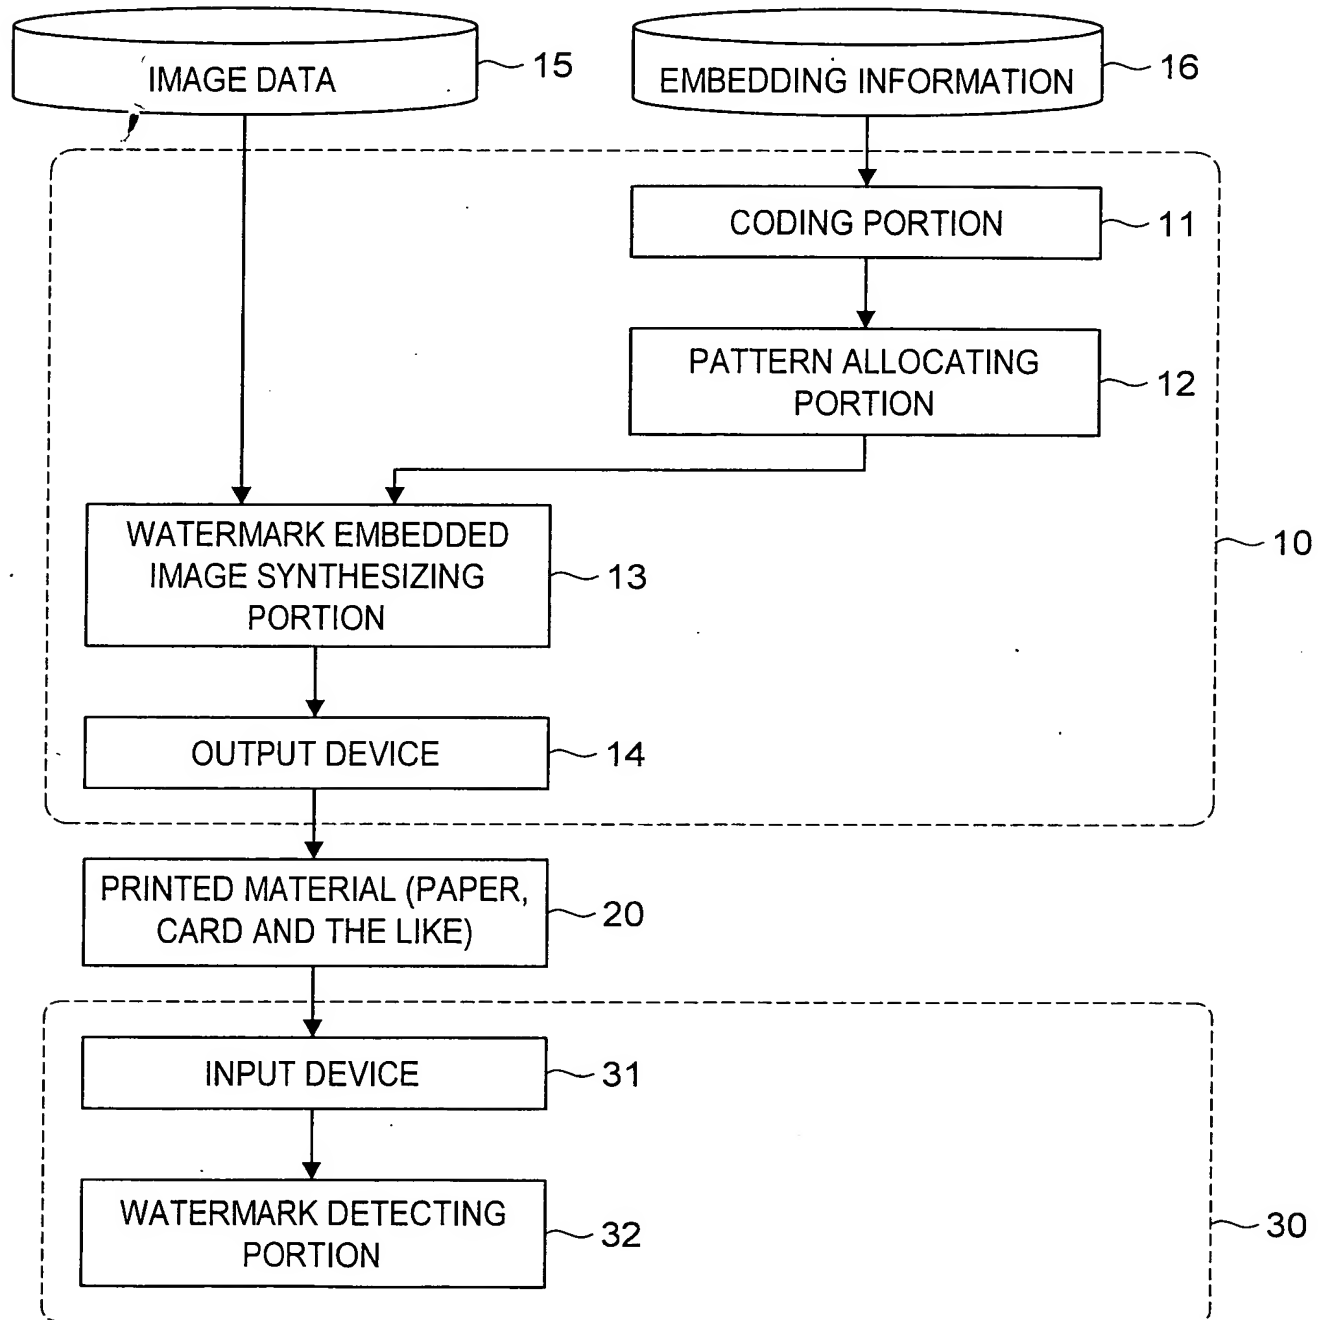 IMAGE DATA
15
EMBEDDING INFORMATION
16
CODING PORTION
11
PATTERN ALLOCATING
PORTION
12
WATERMARK EMBEDDED
IMAGE SYNTHESIZING
PORTION
13
10
OUTPUT DEVICE
14
PRINTED MATERIAL (PAPER,
CARD AND THE LIKE)
20
INPUT DEVICE
31
WATERMARK DETECTING
PORTION
32
30